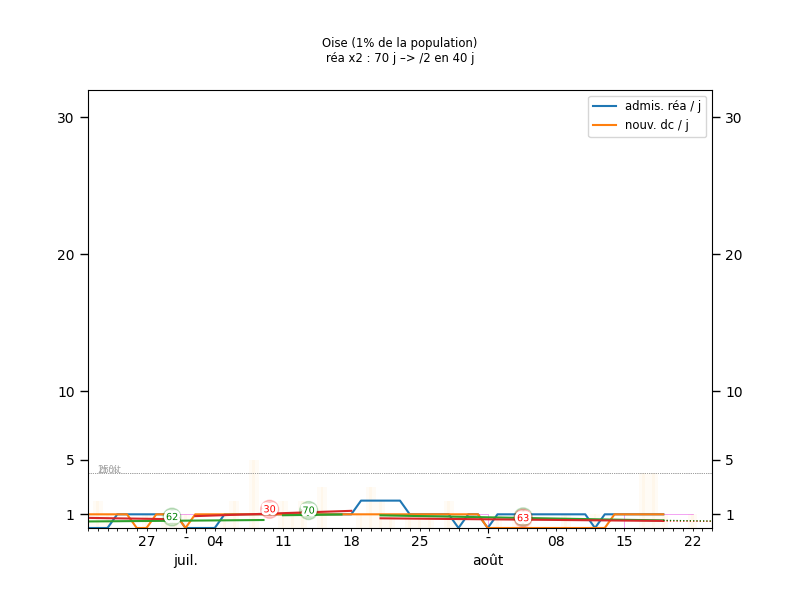 Oise (1% de la population)
réa x2 : 70 j –> /2 en 40 j
admis. réa / j
nouv. dc / j
30 30
20 20
10 10
5 5
1 1
62 30 70 63
27 - 04 11 18 25 - 08 15 22
juil. août